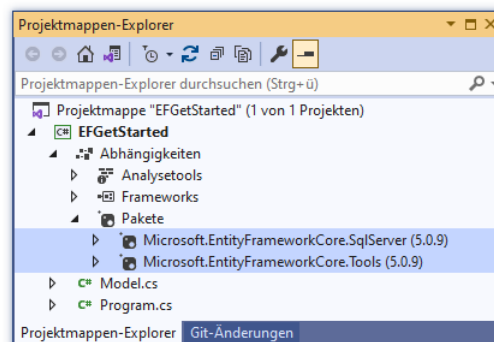 Projektmappen-Explorer
Projektmappen-Explorer durchsuchen (Strg+ü)
Projektmappe "EFGetStarted" (1 von 1 Projekten)
C# EFGetStarted
Abhängigkeiten
Analysetools
Frameworks
Pakete
Microsoft.EntityFrameworkCore.SqlServer (5.0.9)
Microsoft.EntityFrameworkCore.Tools (5.0.9)
C# Model.cs
C# Program.cs
Projektmappen-Explorer Git-Änderungen